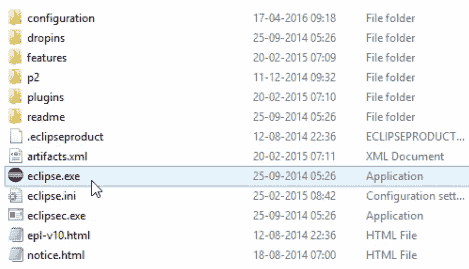 configuration 17-04-2016 09:18 File folder
dropins 25-09-2014 05:26 File folder
features 20-02-2015 07:09 File folder
p2 11-12-2014 09:32 File folder
plugins 20-02-2015 07:10 File folder
readme 25-09-2014 05:26 File folder
.eclipseproduct 12-08-2014 22:36 ECLIPSEPRODUCT...
artifacts.xml 20-02-2015 07:11 XML Document
eclipse.exe 25-09-2014 05:26 Application
eclipse.ini 25-02-2015 08:42 Configuration sett...
eclipsec.exe 25-09-2014 05:26 Application
epl-v10.html 12-08-2014 22:36 HTML File
notice.html 18-08-2014 07:00 HTML File